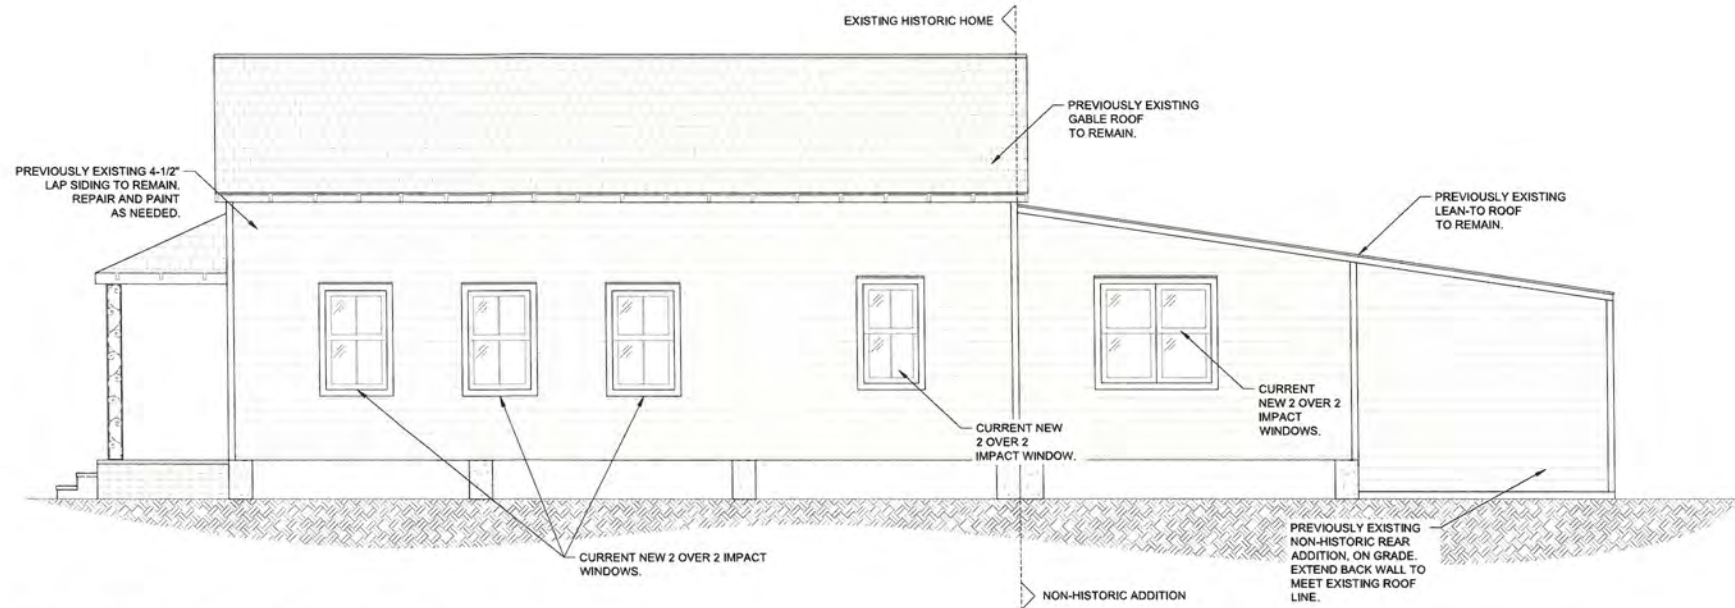 EXISTING HISTORIC HOME
PREVIOUSLY EXISTING
GABLE ROOF
TO REMAIN.
PREVIOUSLY EXISTING 4-1/2"
LAP SIDING TO REMAIN.
REPAIR AND PAINT
AS NEEDED.
PREVIOUSLY EXISTING
LEAN-TO ROOF
TO REMAIN.
CURRENT
NEW 2 OVER 2
IMPACT
WINDOWS.
CURRENT NEW
2 OVER 2
IMPACT WINDOW.
CURRENT NEW 2 OVER 2 IMPACT
WINDOWS.
PREVIOUSLY EXISTING
NON-HISTORIC REAR
ADDITION, ON GRADE.
EXTEND BACK WALL TO
MEET EXISTING ROOF
LINE.
NON-HISTORIC ADDITION